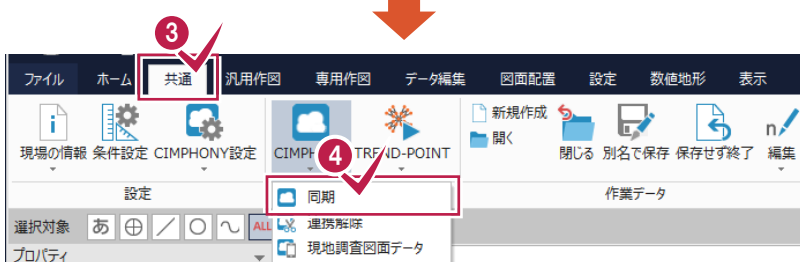 3
ファイル ホーム 共通 汎用作図 専用作図 データ編集 図面配置 設定 数値地形 表示
新規作成
開く
現場の情報 条件設定 CIMPHONY設定 TREND-POINT 閉じる 別名で保存 保存せず終了 編集
4
設定 作業データ
同期
選択対象 あ ALL 連携解除
プロパティ 現地調査図面データ